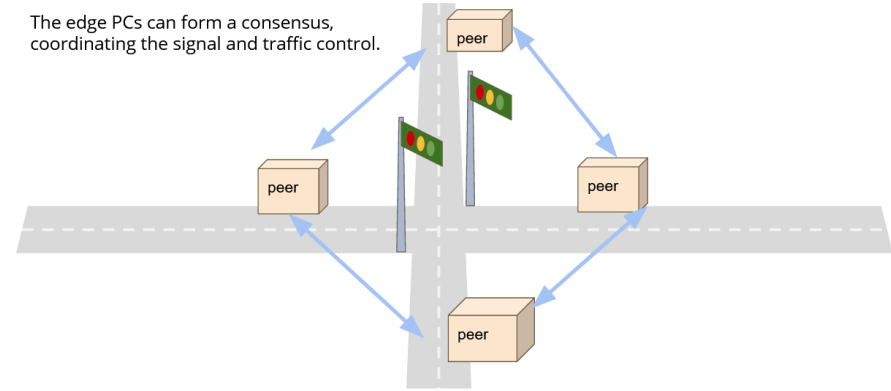 The edge PCs can form a consensus,
coordinating the signal and traffic control.
peer
peer
peer
peer